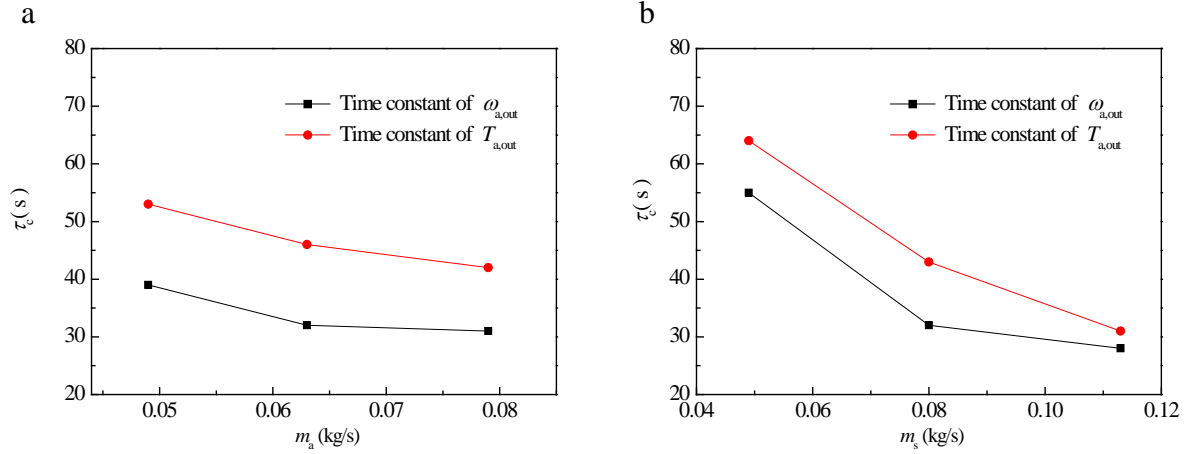 a
80
70
60
50
40
30
20
τc( s )
0.05 0.06 0.07 0.08
ma (kg/s)
Time constant of ωa,out
Time constant of Ta,out
b
80
70
60
50
40
30
20
τc( s )
0.04 0.06 0.08 0.10 0.12
ms (kg/s)
Time constant of ωa,out
Time constant of Ta,out